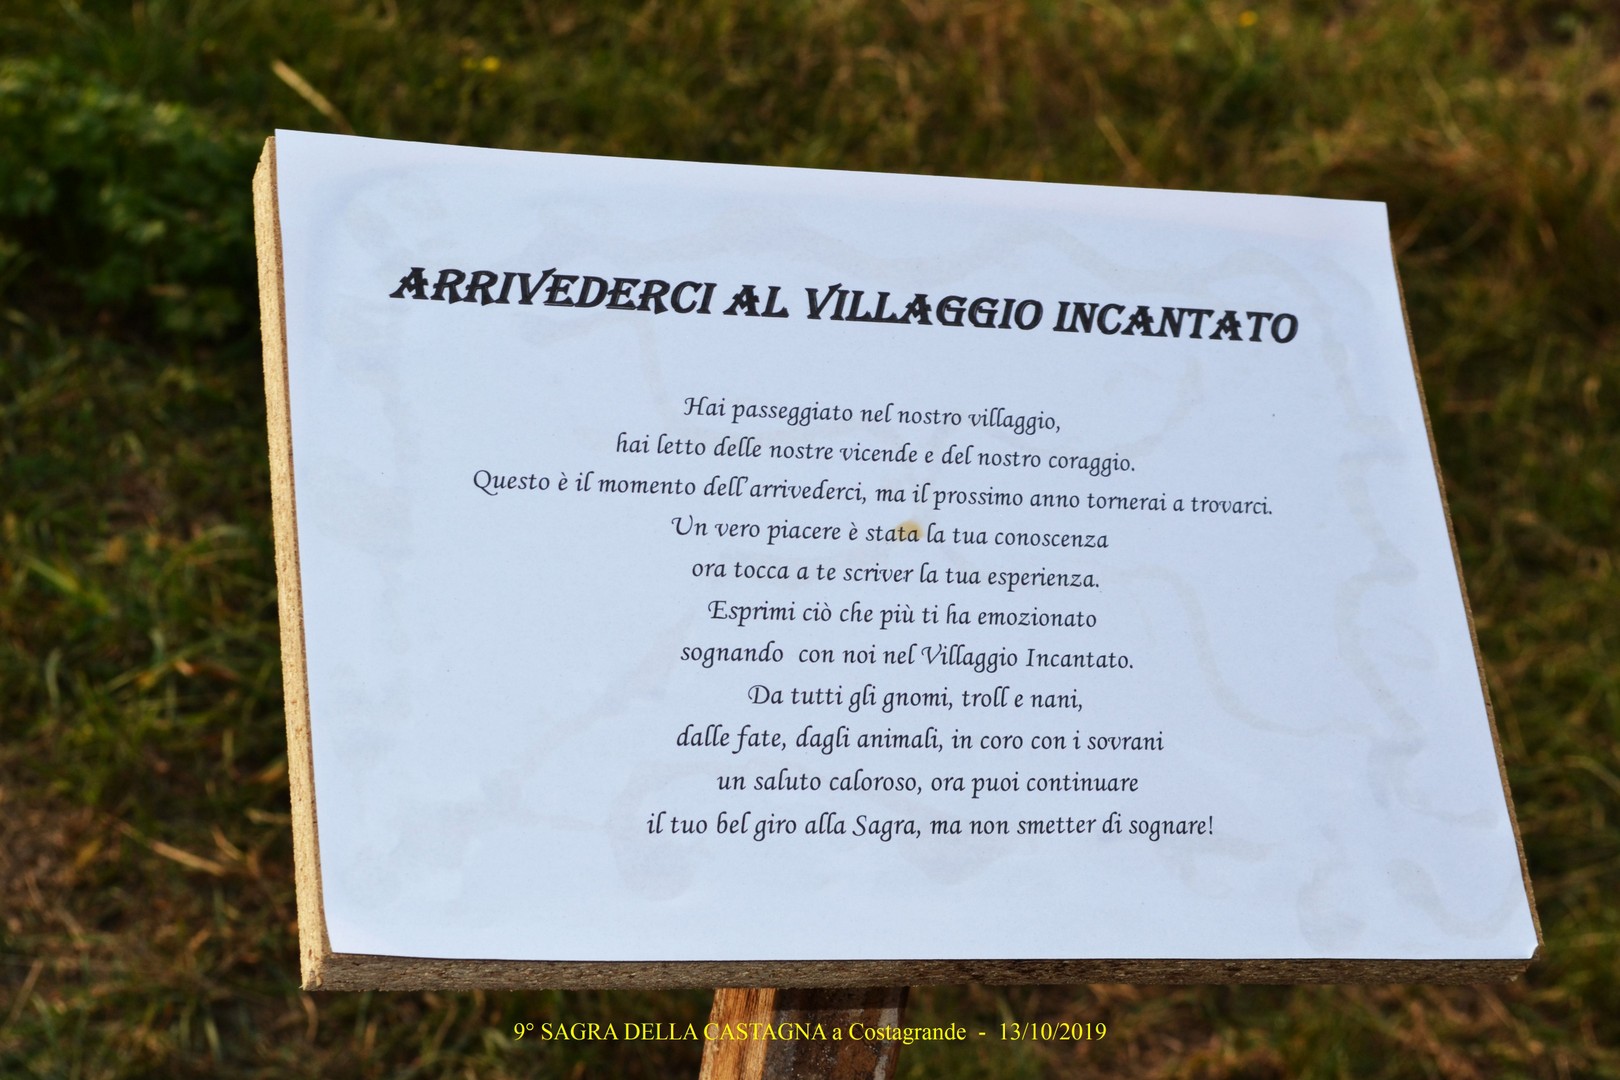 ARRIVEDERCI AL VILLAGGIO INCANTATO
Hai passeggiato nel nostro villaggio,
hai letto delle nostre vicende e del nostro coraggio.
Questo è il momento dell'arrivederci, ma il prossimo anno tornerai a trovarci.
Un vero piacere è stata la tua conoscenza
ora tocca a te scriver la tua esperienza.
Esprimi ciò che più ti ha emozionato
sognando con noi nel Villaggio Incantato.
Da tutti gli gnomi, troll e nani,
dalle fate, dagli animali, in coro con i sovrani
un saluto caloroso, ora puoi continuare
il tuo bel giro alla Sagra, ma non smetter di sognare!
9° SAGRA DELLA CASTAGNA a Costagrande - 13/10/2019